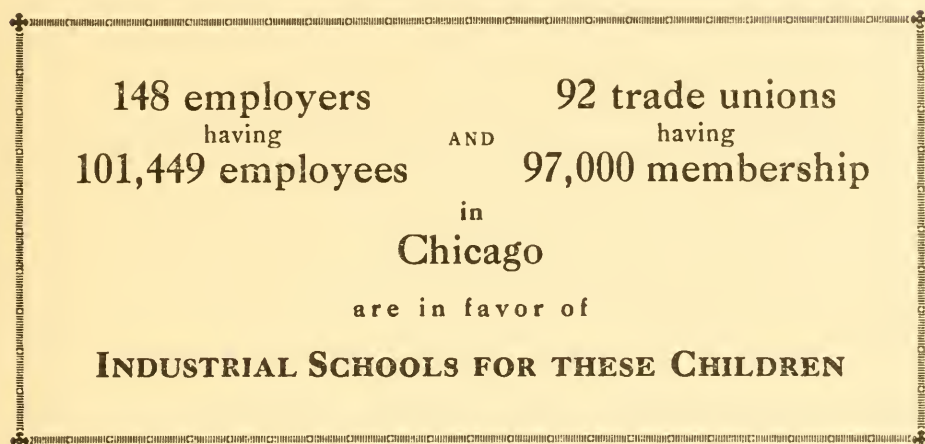 148 employers
having
101,449 employees
AND
92 trade unions
having
97,000 membership
in
Chicago
are in favor of
INDUSTRIAL SCHOOLS FOR THESE CHILDREN